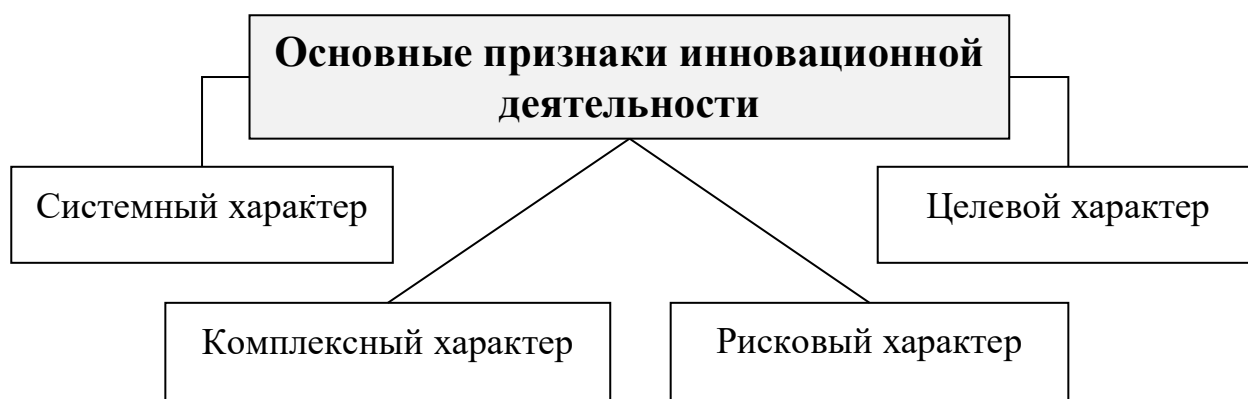 Основные признаки инновационной
деятельности
Системный характер
Целевой характер
Комплексный характер
Рисковый характер